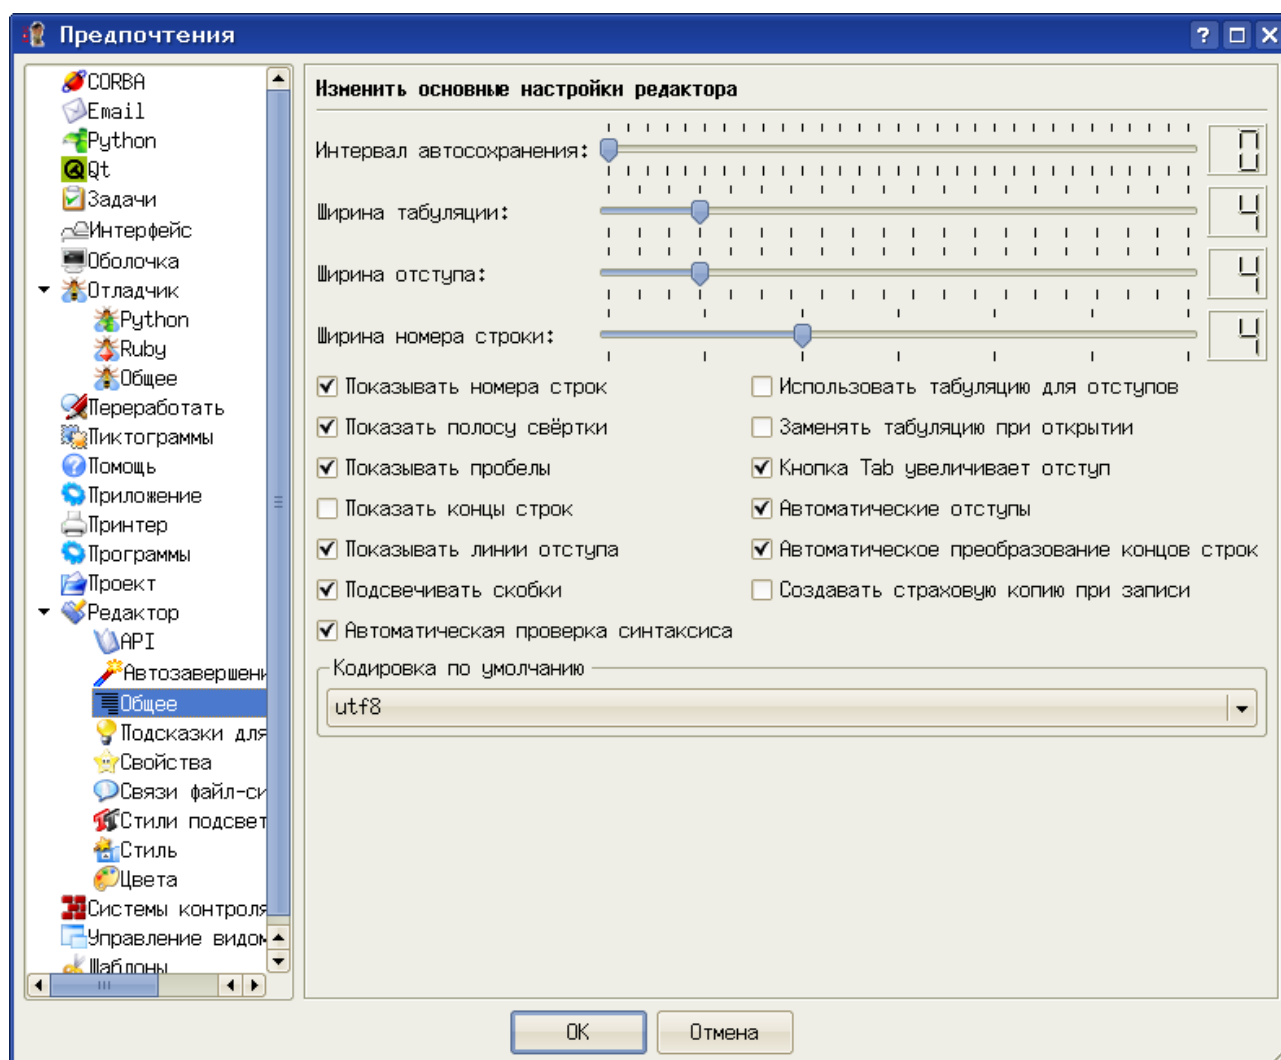 Предпочтения
CORBA
Email
Python
Qt
Задачи
Интерфейс
Оболочка
Отладчик
Python
Ruby
Общее
Переработать
Пиктограммы
Помощь
Приложение
Принтер
Программы
Проект
Редактор
API
Автозавершени
Общее
Подсказки для
Свойства
Связи файл-си
Стили подсвет
Стиль
Цвета
Системы контроля
Управление видом
Шаблоны
Изменить основные настройки редактора
Интервал автосохранения: 0
Ширина табуляции: 4
Ширина отступа: 4
Ширина номера строки: 4
Показывать номера строк
Использовать табуляцию для отступов
Показать полосу свёртки
Заменять табуляцию при открытии
Показывать пробелы
Кнопка Tab увеличивает отступ
Показать концы строк
Автоматические отступы
Показывать линии отступа
Автоматическое преобразование концов строк
Подсвечивать скобки
Создавать страховую копию при записи
Автоматическая проверка синтаксиса
Кодировка по умолчанию
utf8
OK
Отмена